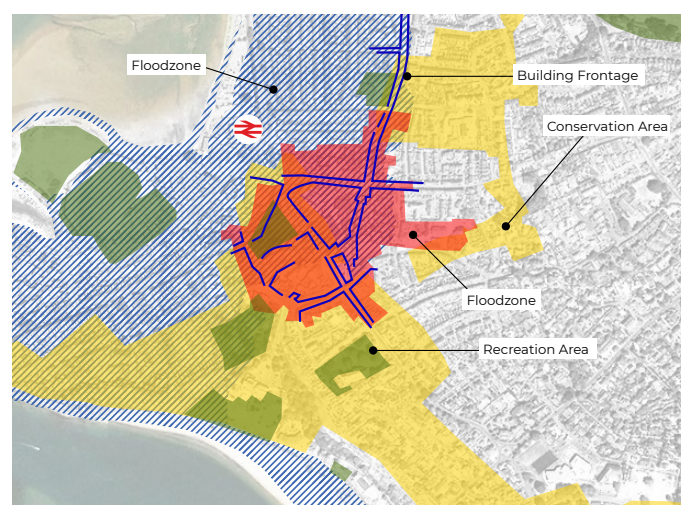 Floodzone
Building Frontage
Conservation Area
Floodzone
Recreation Area